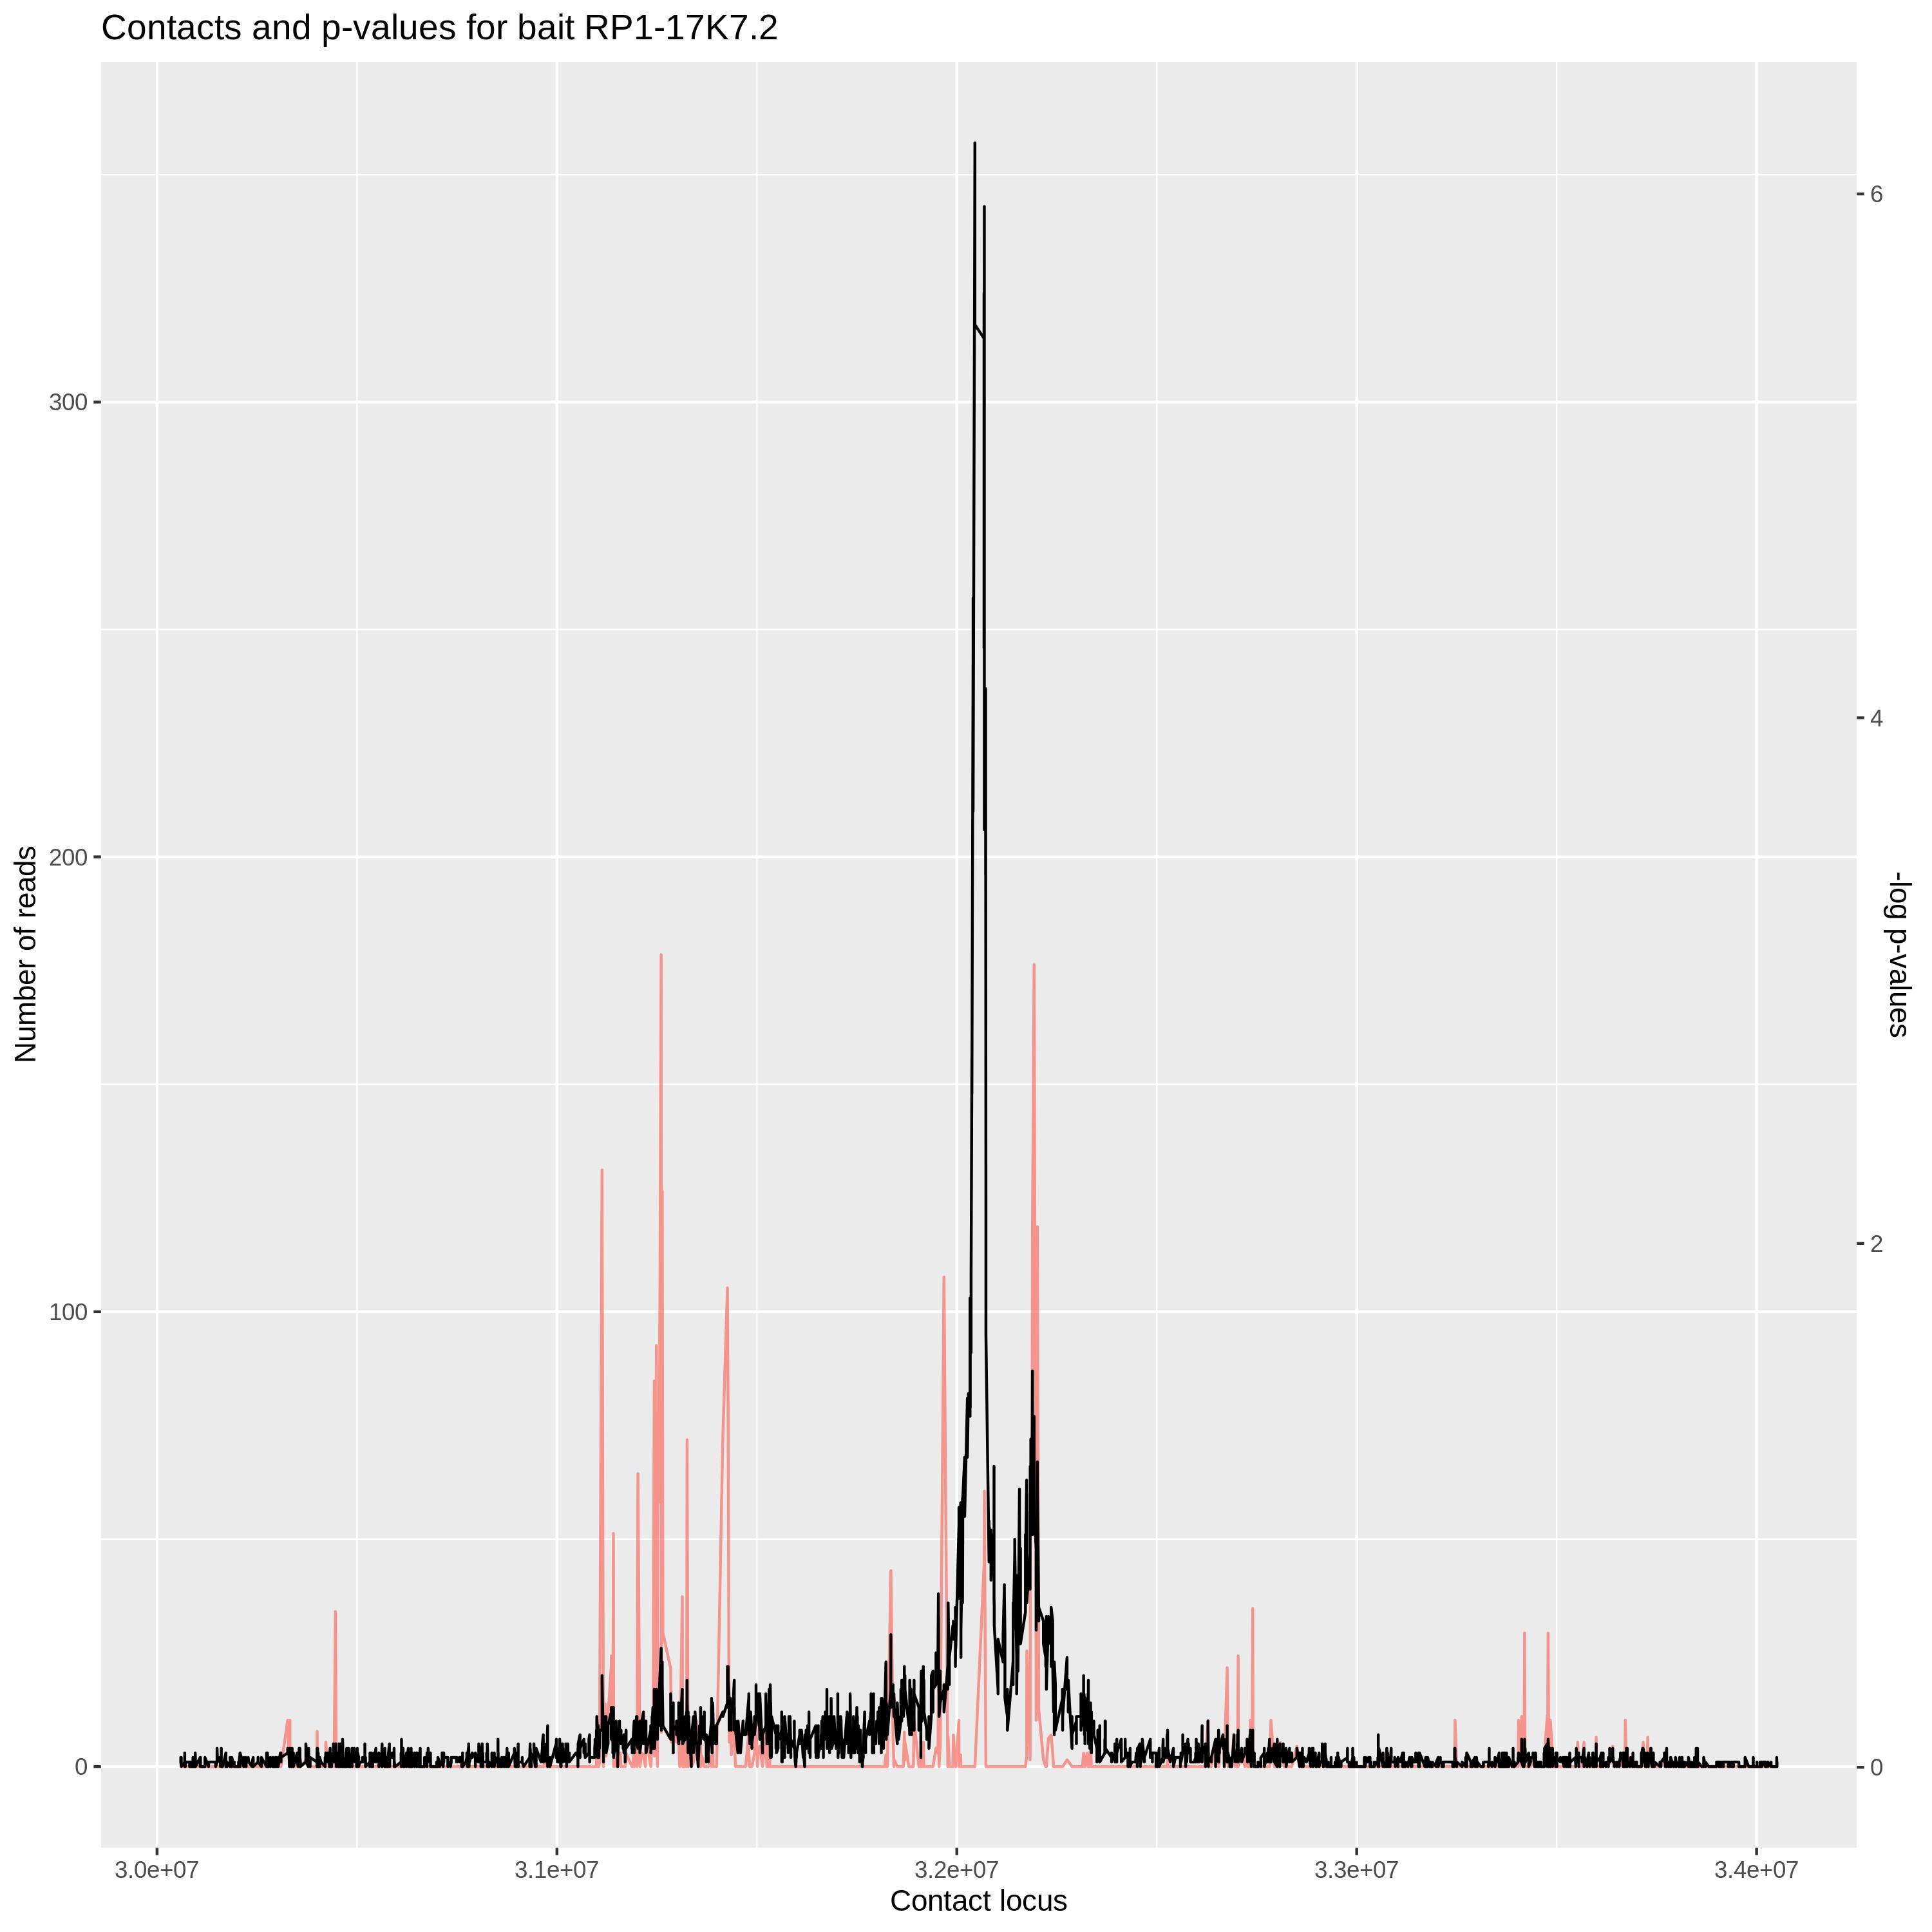 Contacts and p-values for bait RP1-17K7.2
Number of reads
300
200
100
0
6
4
2
0
-log p-values
3.0e+07
3.1e+07
3.2e+07
3.3e+07
3.4e+07
Contact locus